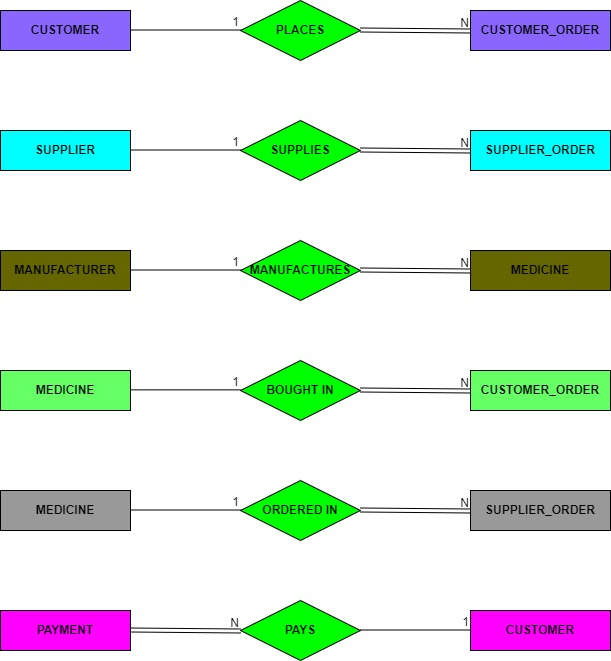 CUSTOMER 1 PLACES N CUSTOMER_ORDER
SUPPLIER 1 SUPPLIES N SUPPLIER_ORDER
MANUFACTURER 1 MANUFACTURES N MEDICINE
MEDICINE 1 BOUGHT IN N CUSTOMER_ORDER
MEDICINE 1 ORDERED IN N SUPPLIER_ORDER
PAYMENT N PAYS 1 CUSTOMER